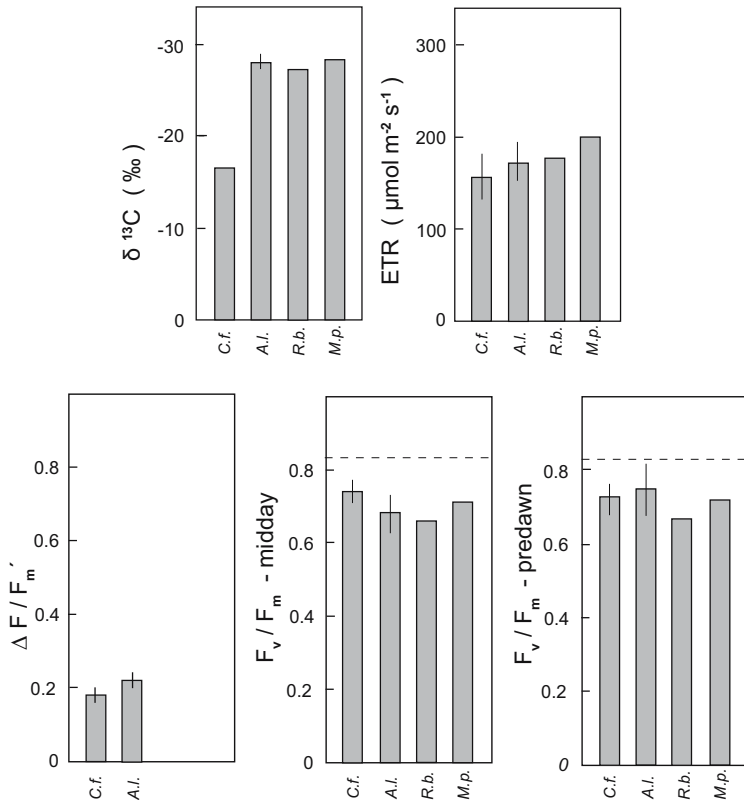 δ ¹³C ( ‰)
-30
-20
-10
0
C.f.
A.l.
R.b.
M.p.
ETR ( µmol m⁻² s⁻¹)
300
200
100
0
C.f.
A.l.
R.b.
M.p.
Δ F / Fₘ´
0.8
0.6
0.4
0.2
0
C.f.
A.l.
Fᵥ / Fₘ - midday
0.8
0.6
0.4
0.2
0
C.f.
A.l.
R.b.
M.p.
Fᵥ / Fₘ - predawn
0.8
0.6
0.4
0.2
0
C.f.
A.l.
R.b.
M.p.